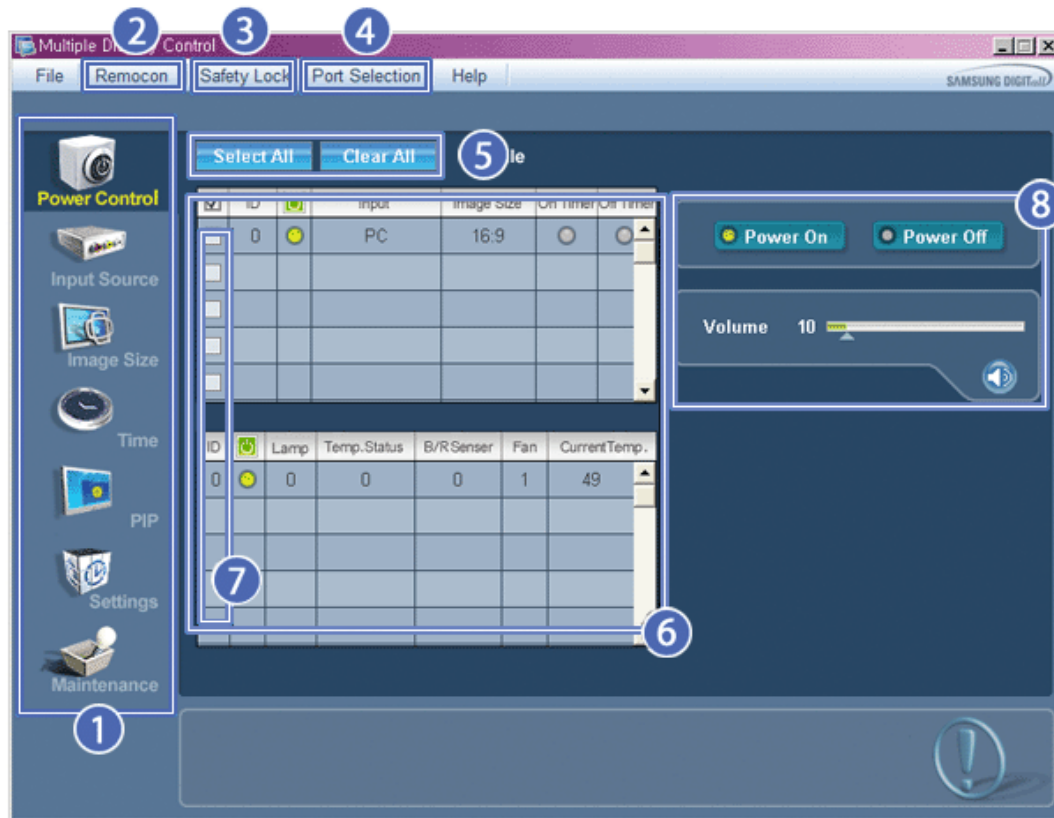 2 3 4
Multiple Control
File Remocon Safety Lock Port Selection Help
SAMSUNG DIGITall
Select All Clear All 5 le
8
Power Control
Input Source
Image Size
Time
PIP
Settings
Maintenance
1
ID Input Image Size On Timer Off Timer
0 PC 16:9
ID Lamp Temp.Status B/RSenser Fan CurrentTemp.
0 0 0 0 1 49
7
6
Power On Power Off
Volume 10